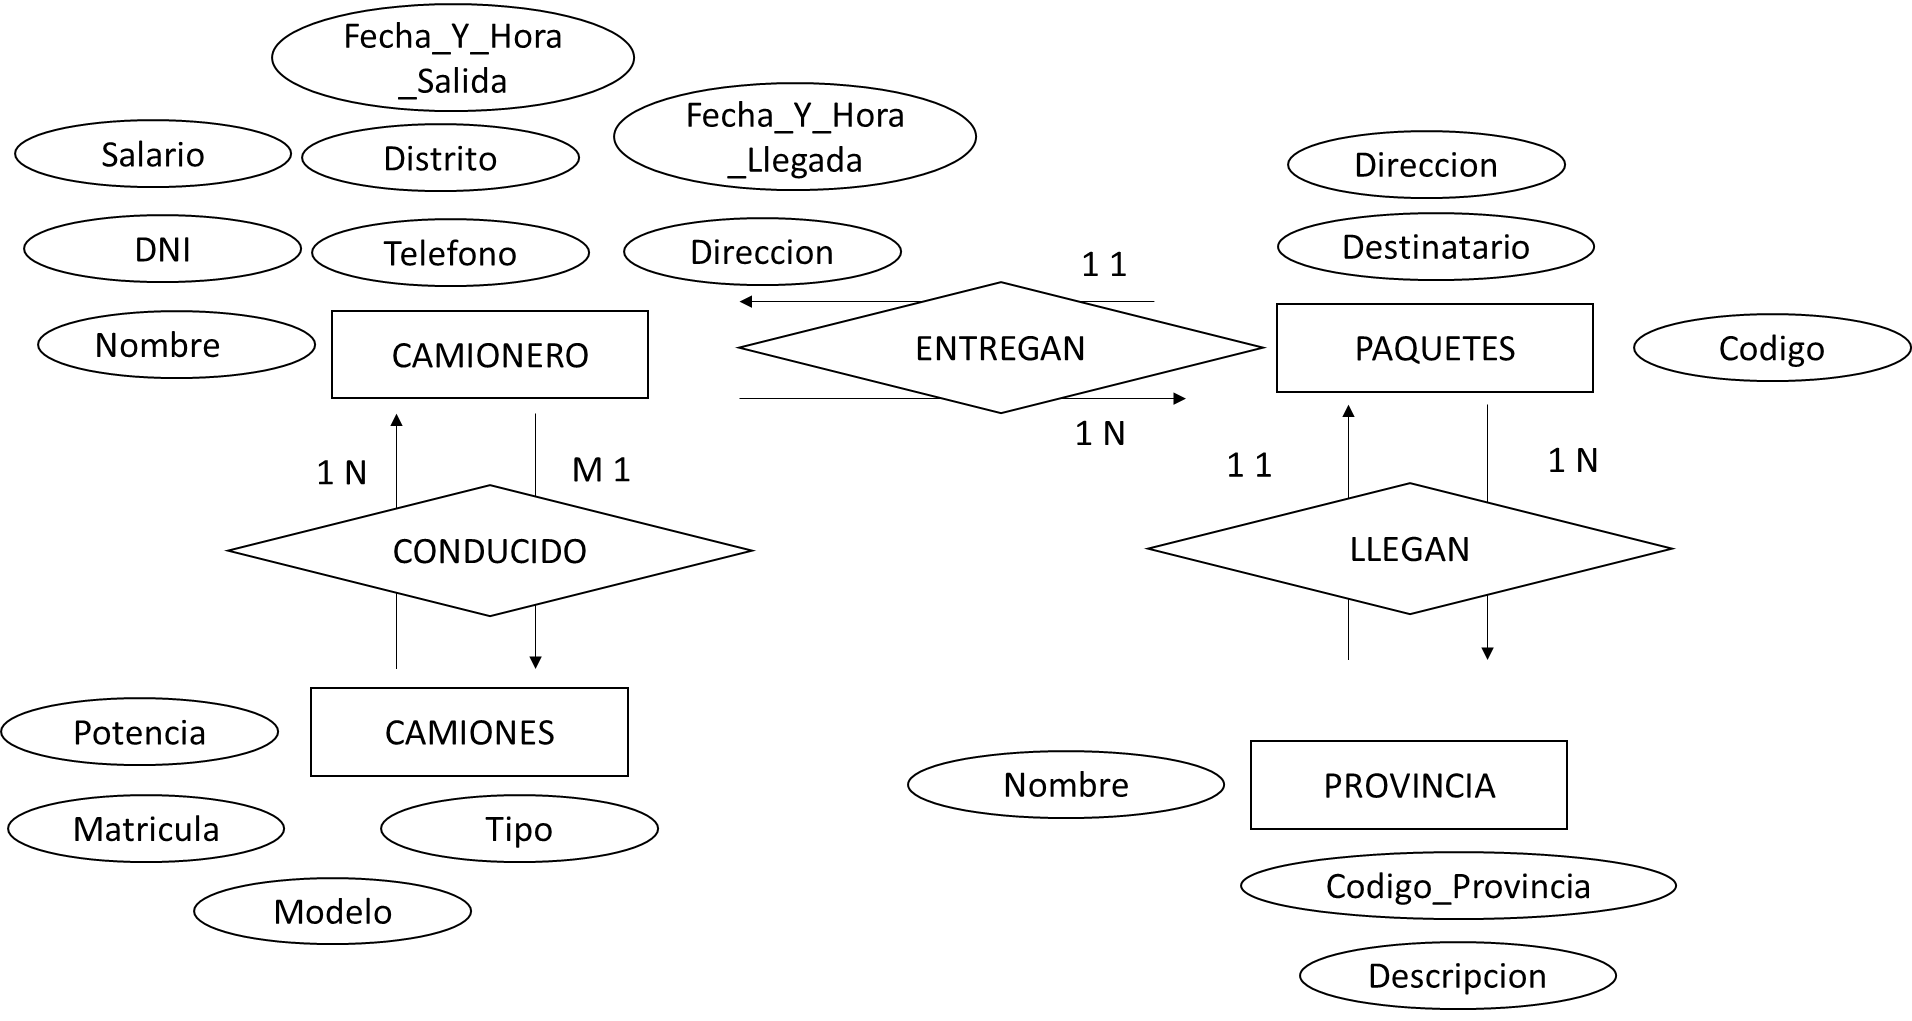 Fecha_Y_Hora
_Salida
Fecha_Y_Hora
_Llegada
Salario
Distrito
Direccion
DNI
Telefono
Direccion
Destinatario
1 1
Nombre
CAMIONERO
ENTREGAN
PAQUETES
Codigo
1 N
1 N
M 1
1 1
1 N
CONDUCIDO
LLEGAN
Potencia
CAMIONES
Nombre
PROVINCIA
Matricula
Tipo
Codigo_Provincia
Modelo
Descripcion